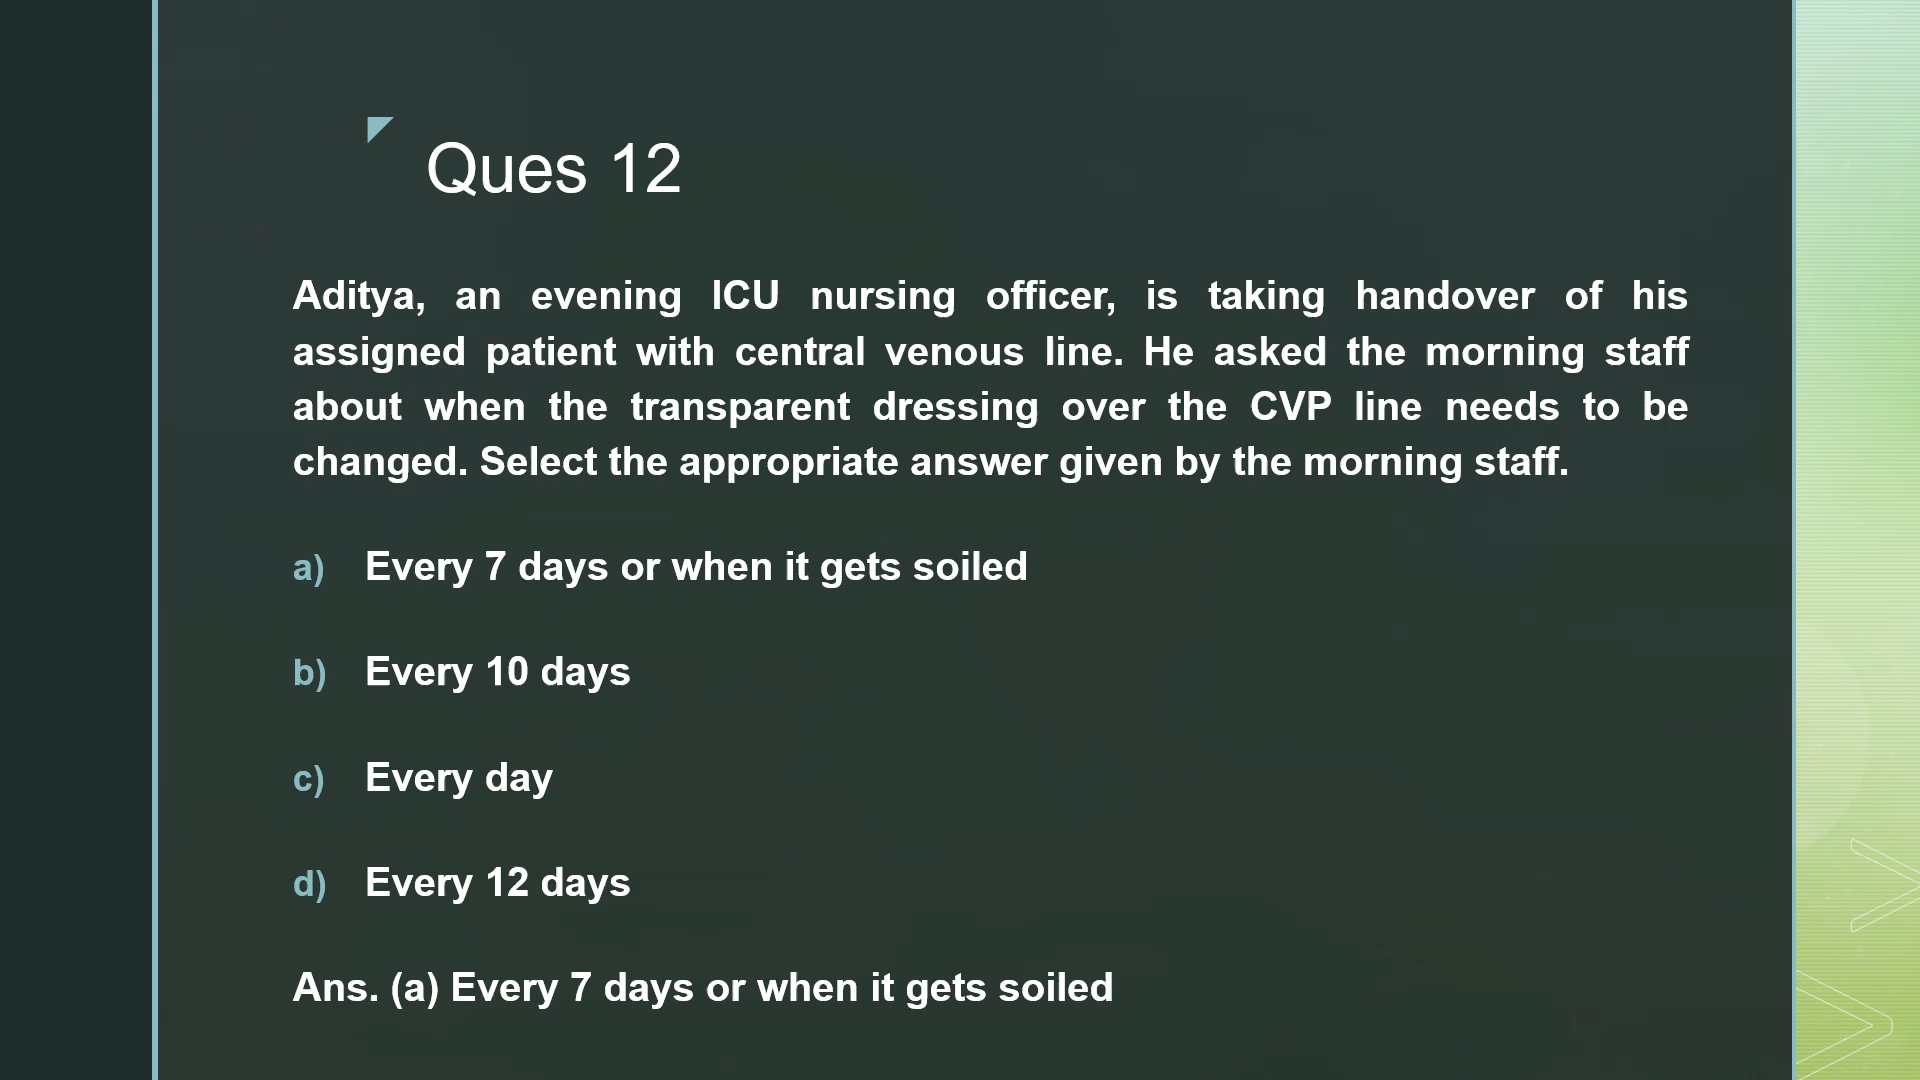 Ques 12
Aditya, an evening ICU nursing officer, is taking handover of his
assigned patient with central venous line. He asked the morning staff
about when the transparent dressing over the CVP line needs to be
changed. Select the appropriate answer given by the morning staff.
a) Every 7 days or when it gets soiled
b) Every 10 days
c) Every day
d) Every 12 days
Ans. (a) Every 7 days or when it gets soiled